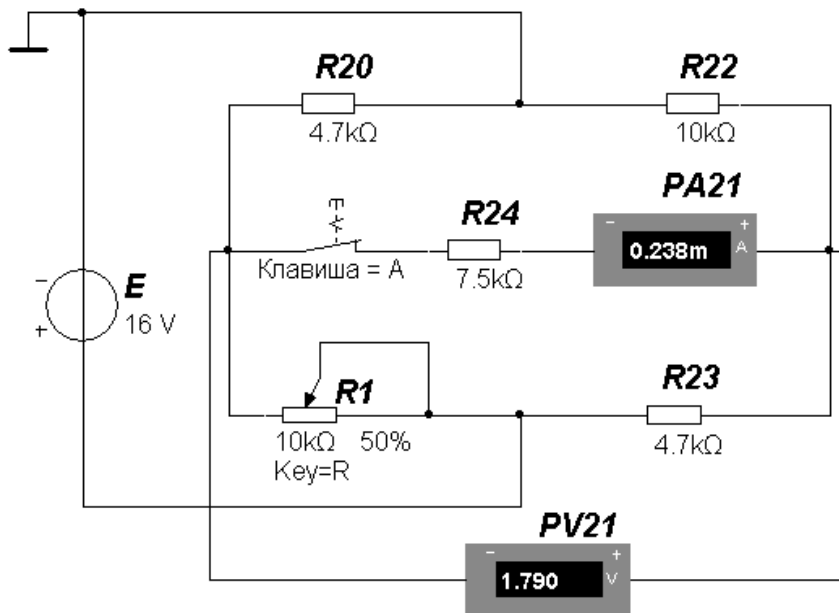 R20
4.7kΩ
R22
10kΩ
PA21
− +
0.238m A
R24
7.5kΩ
Клавиша = A
−
+
E
16 V
R1
10kΩ 50%
Key=R
R23
4.7kΩ
PV21
− +
1.790 V